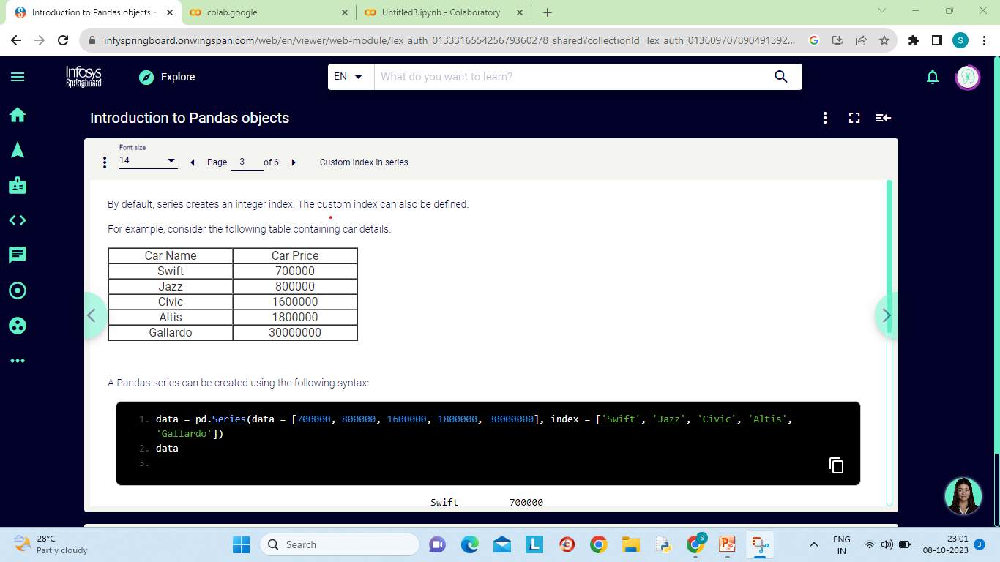 Introduction to Pandas objects -
colab.google
Untitled3.ipynb - Colaboratory
infyspringboard.onwingspan.com/web/en/viewer/web-module/lex_auth_013331655425679360278_shared?collectionId=lex_auth_013609707890491392...
S
Infosys
Springboard
Explore
EN
What do you want to learn?
Introduction to Pandas objects
Font size
14
Page 3 of 6
Custom index in series
By default, series creates an integer index. The custom index can also be defined.
For example, consider the following table containing car details:
Car Name Car Price
Swift 700000
Jazz 800000
Civic 1600000
Altis 1800000
Gallardo 30000000
A Pandas series can be created using the following syntax:
1. data = pd.Series(data = [700000, 800000, 1600000, 1800000, 30000000], index = ['Swift', 'Jazz', 'Civic', 'Altis',
'Gallardo'])
2. data
3.
Swift 700000
28°C
Partly cloudy
Search
L
S
ENG
IN
23:01
08-10-2023
3